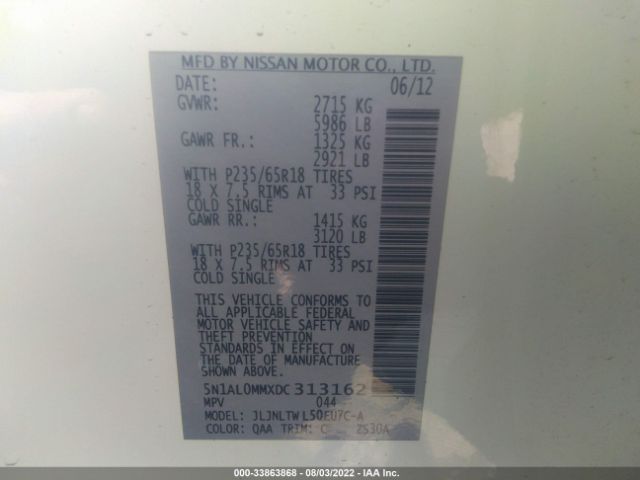 MFD BY NISSAN MOTOR CO., LTD.
DATE: 06/12
GVWR: 2715 KG
5986 LB
GAWR FR.: 1325 KG
2921 LB
WITH P235/65R18 TIRES
18 X 7.5 RIMS AT 33 PSI
COLD SINGLE
GAWR RR.: 1415 KG
3120 LB
WITH P235/65R18 TIRES
18 X 7.5 RIMS AT 33 PSI
COLD SINGLE
THIS VEHICLE CONFORMS TO
ALL APPLICABLE FEDERAL
MOTOR VEHICLE SAFETY AND
THEFT PREVENTION
STANDARDS IN EFFECT ON
THE DATE OF MANUFACTURE
SHOWN ABOVE.
5N1AL0MMXDC313162
MPV 044
MODEL: JLJNLTWL50EU7C-A
COLOR: QAA TRIM: C ZS30A
000-33863868 - 08/03/2022 - IAA Inc.